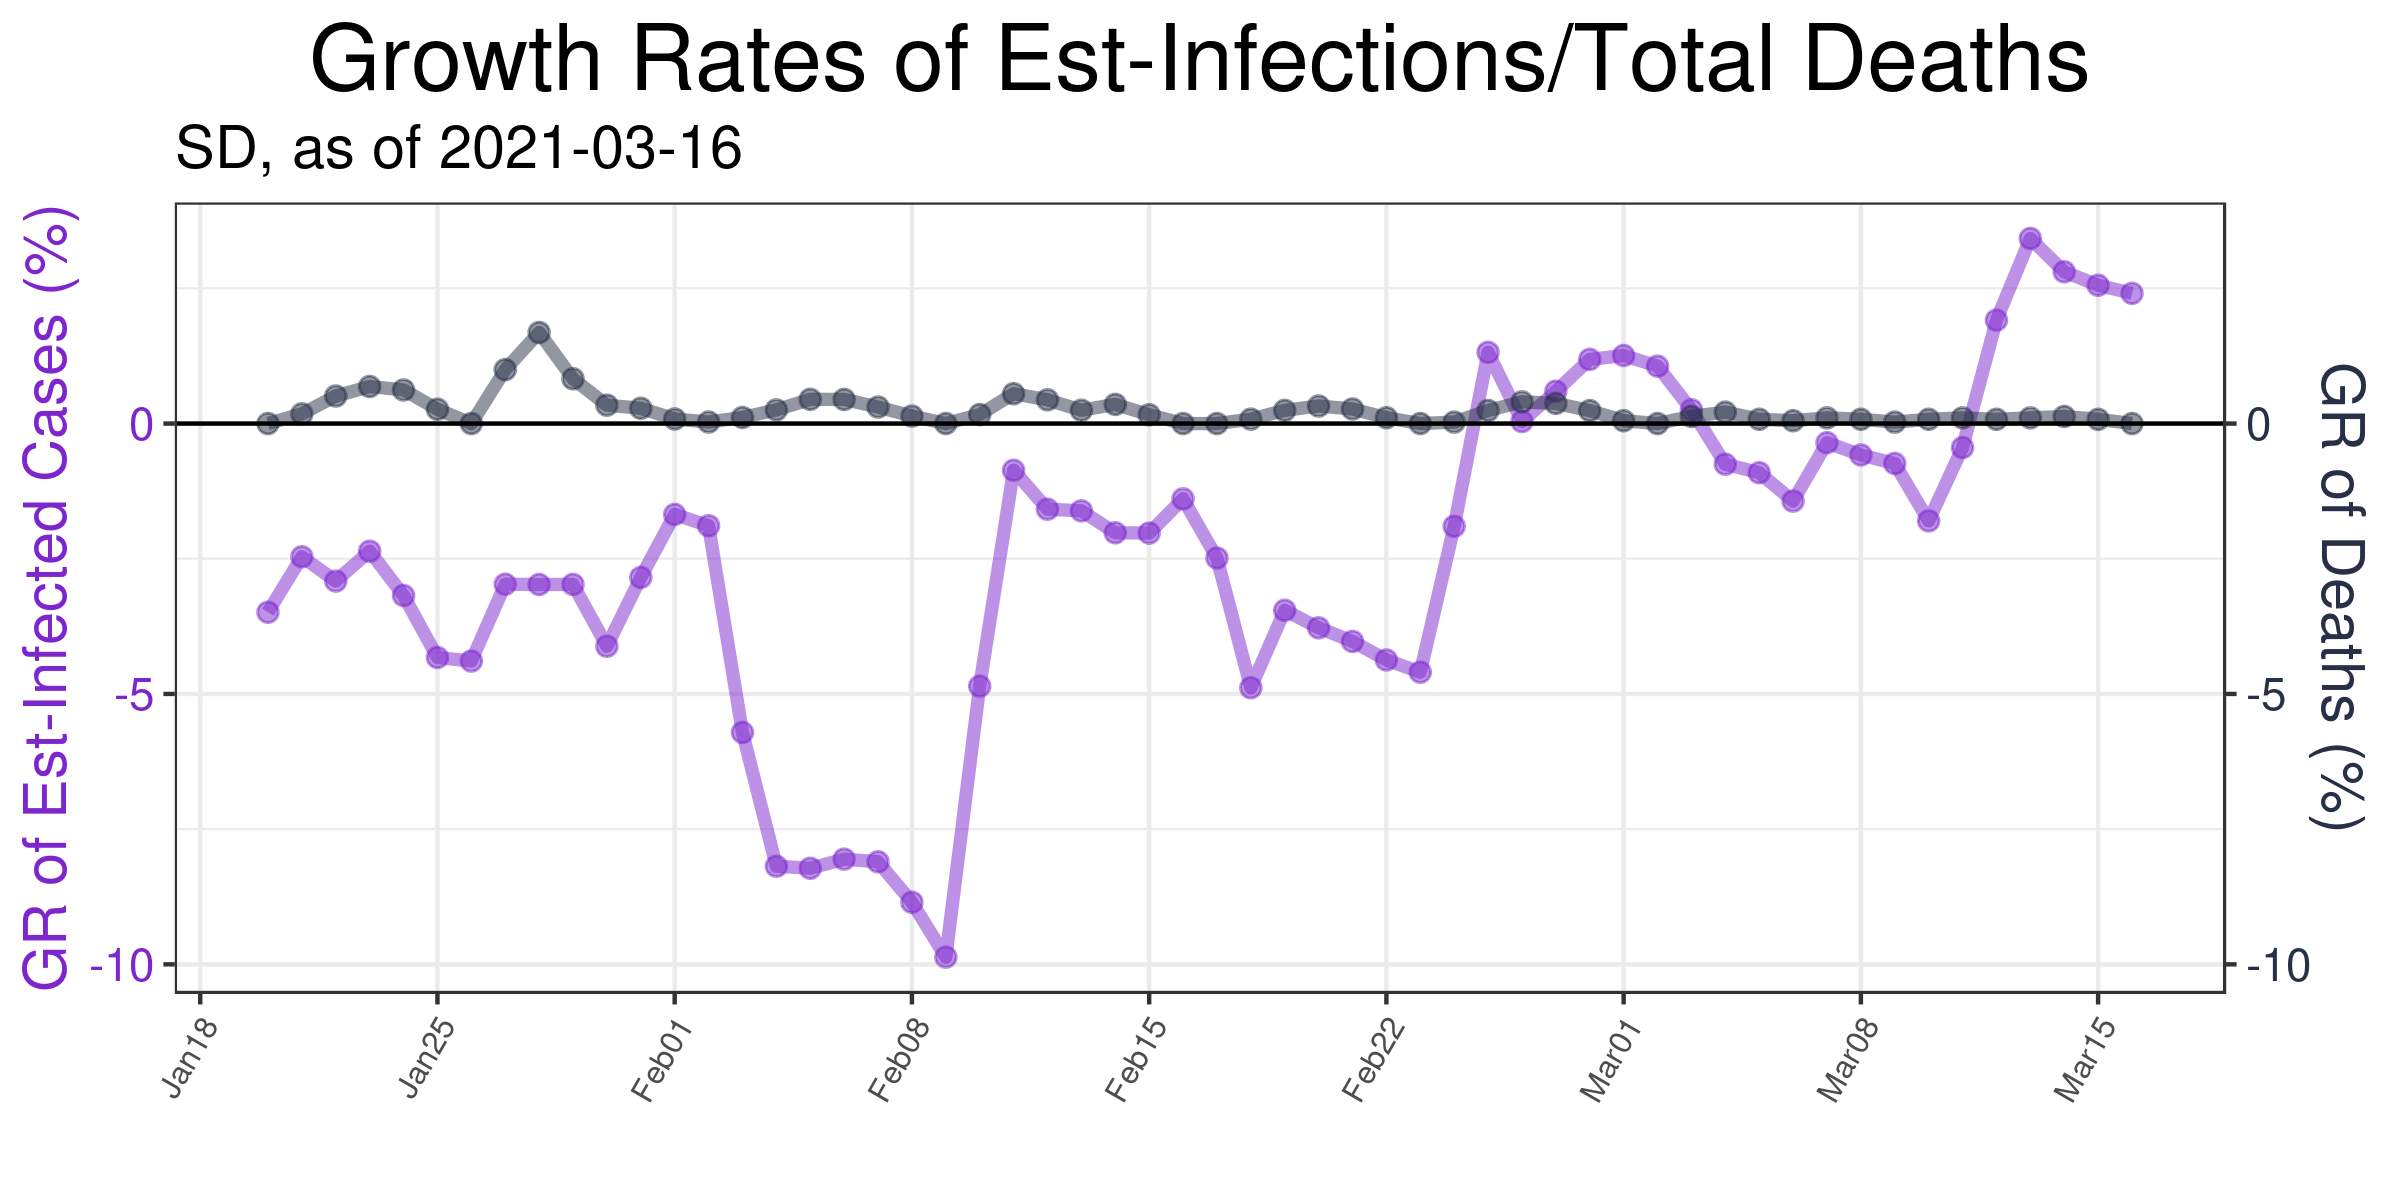 Growth Rates of Est-Infections/Total Deaths
SD, as of 2021-03-16
GR of Est-Infected Cases (%)
0
-5
-10
0
-5
-10
GR of Deaths (%)
Jan18
Jan25
Feb01
Feb08
Feb15
Feb22
Mar01
Mar08
Mar15